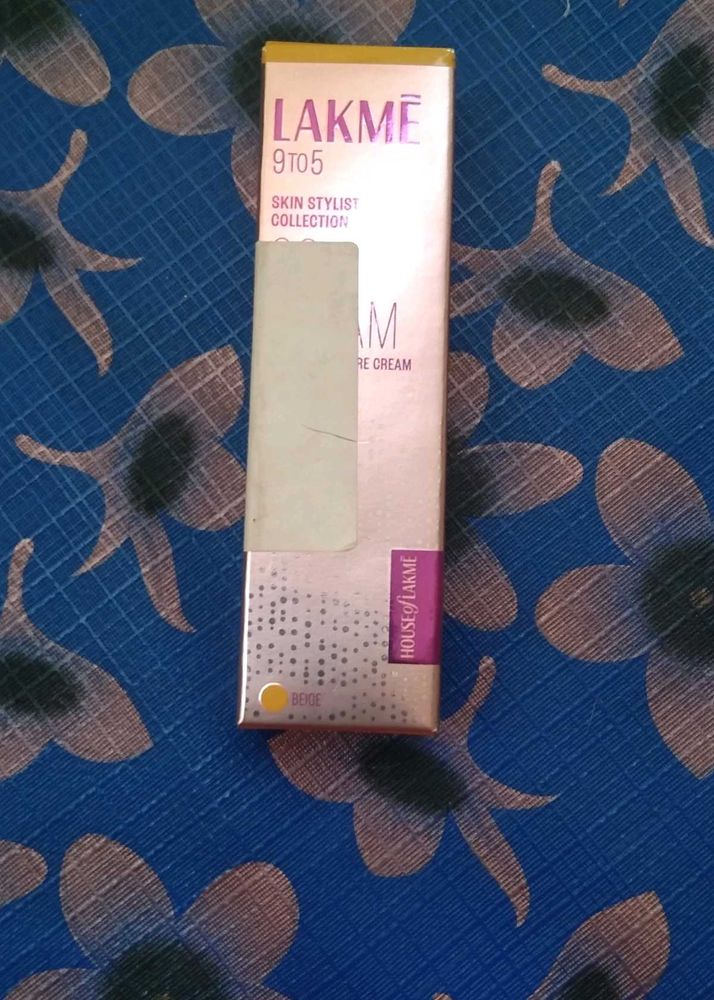 LAKMĒ
9TO5
SKIN STYLIST
COLLECTION
AM
RE CREAM
HOUSE of LAKMĒ
BEIGE